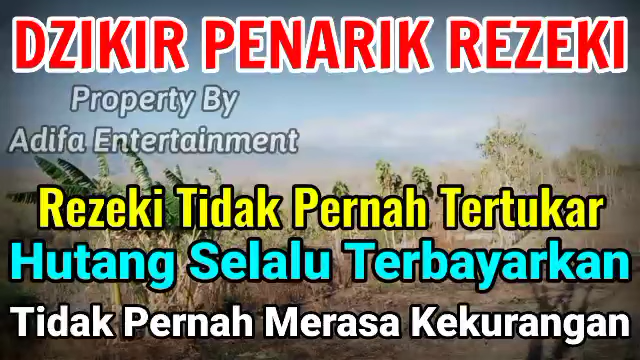 DZIKIR PENARIK REZEKI
Property By
Adifa Entertainment
Rezeki Tidak Pernah Tertukar
Hutang Selalu Terbayarkan
Tidak Pernah Merasa Kekurangan